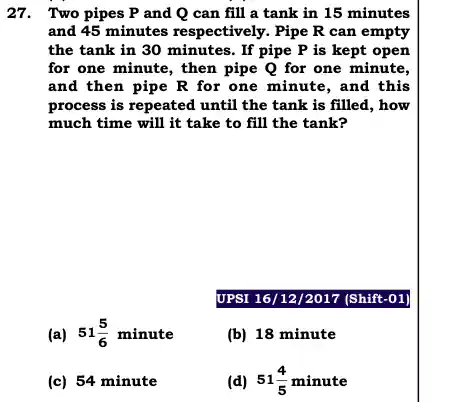 27. Two pipes P and Q can fill a tank in 15 minutes
and 45 minutes respectively. Pipe R can empty
the tank in 30 minutes. If pipe P is kept open
for one minute, then pipe Q for one minute,
and then pipe R for one minute, and this
process is repeated until the tank is filled, how
much time will it take to fill the tank?
UPSI 16/12/2017 (Shift-01)
(a) 51 5/6 minute (b) 18 minute
(c) 54 minute (d) 51 4/5 minute